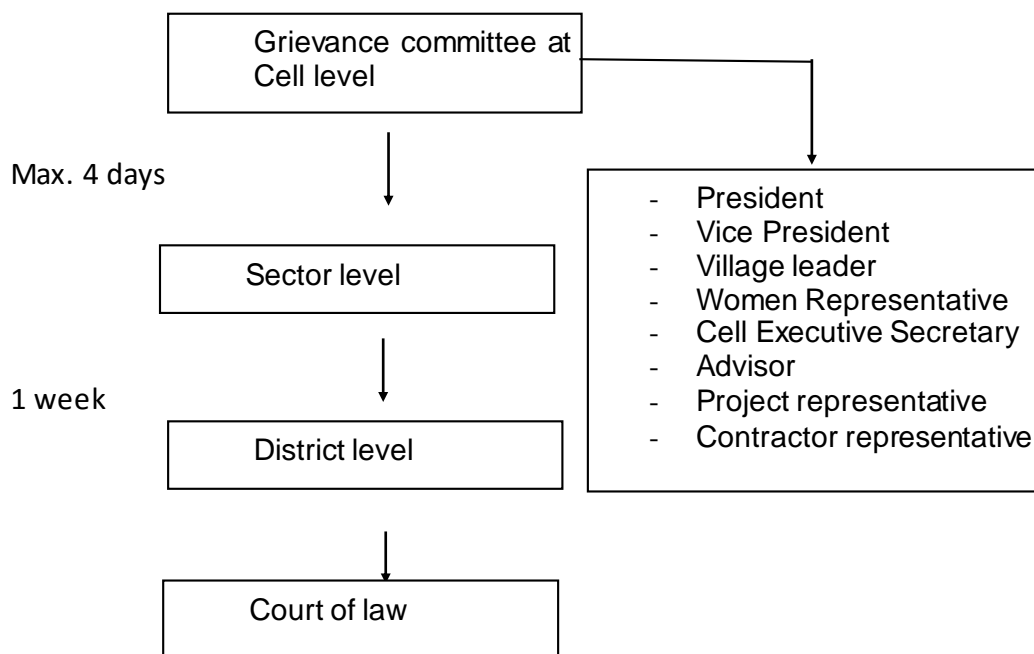 Grievance committee at
Cell level
Max. 4 days
- President
- Vice President
- Village leader
- Women Representative
- Cell Executive Secretary
- Advisor
- Project representative
- Contractor representative
Sector level
1 week
District level
Court of law